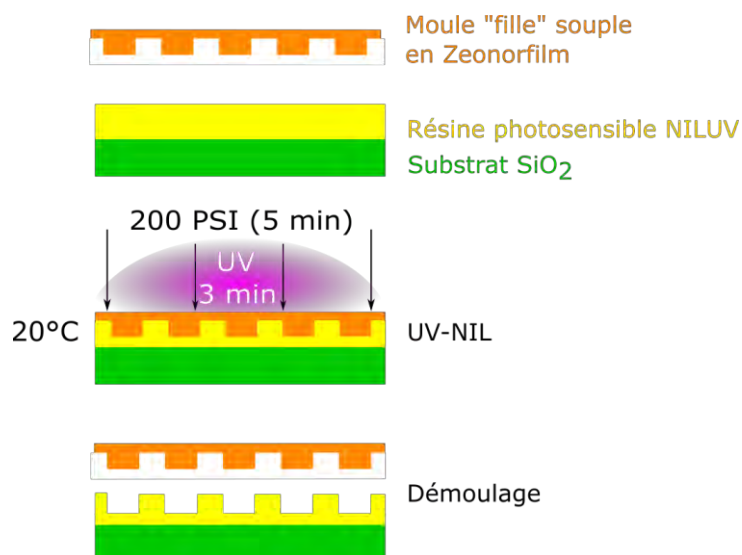 Moule "fille" souple
en Zeonorfilm
Résine photosensible NILUV
Substrat SiO2
200 PSI (5 min)
UV
3 min
20°C
UV-NIL
Démoulage